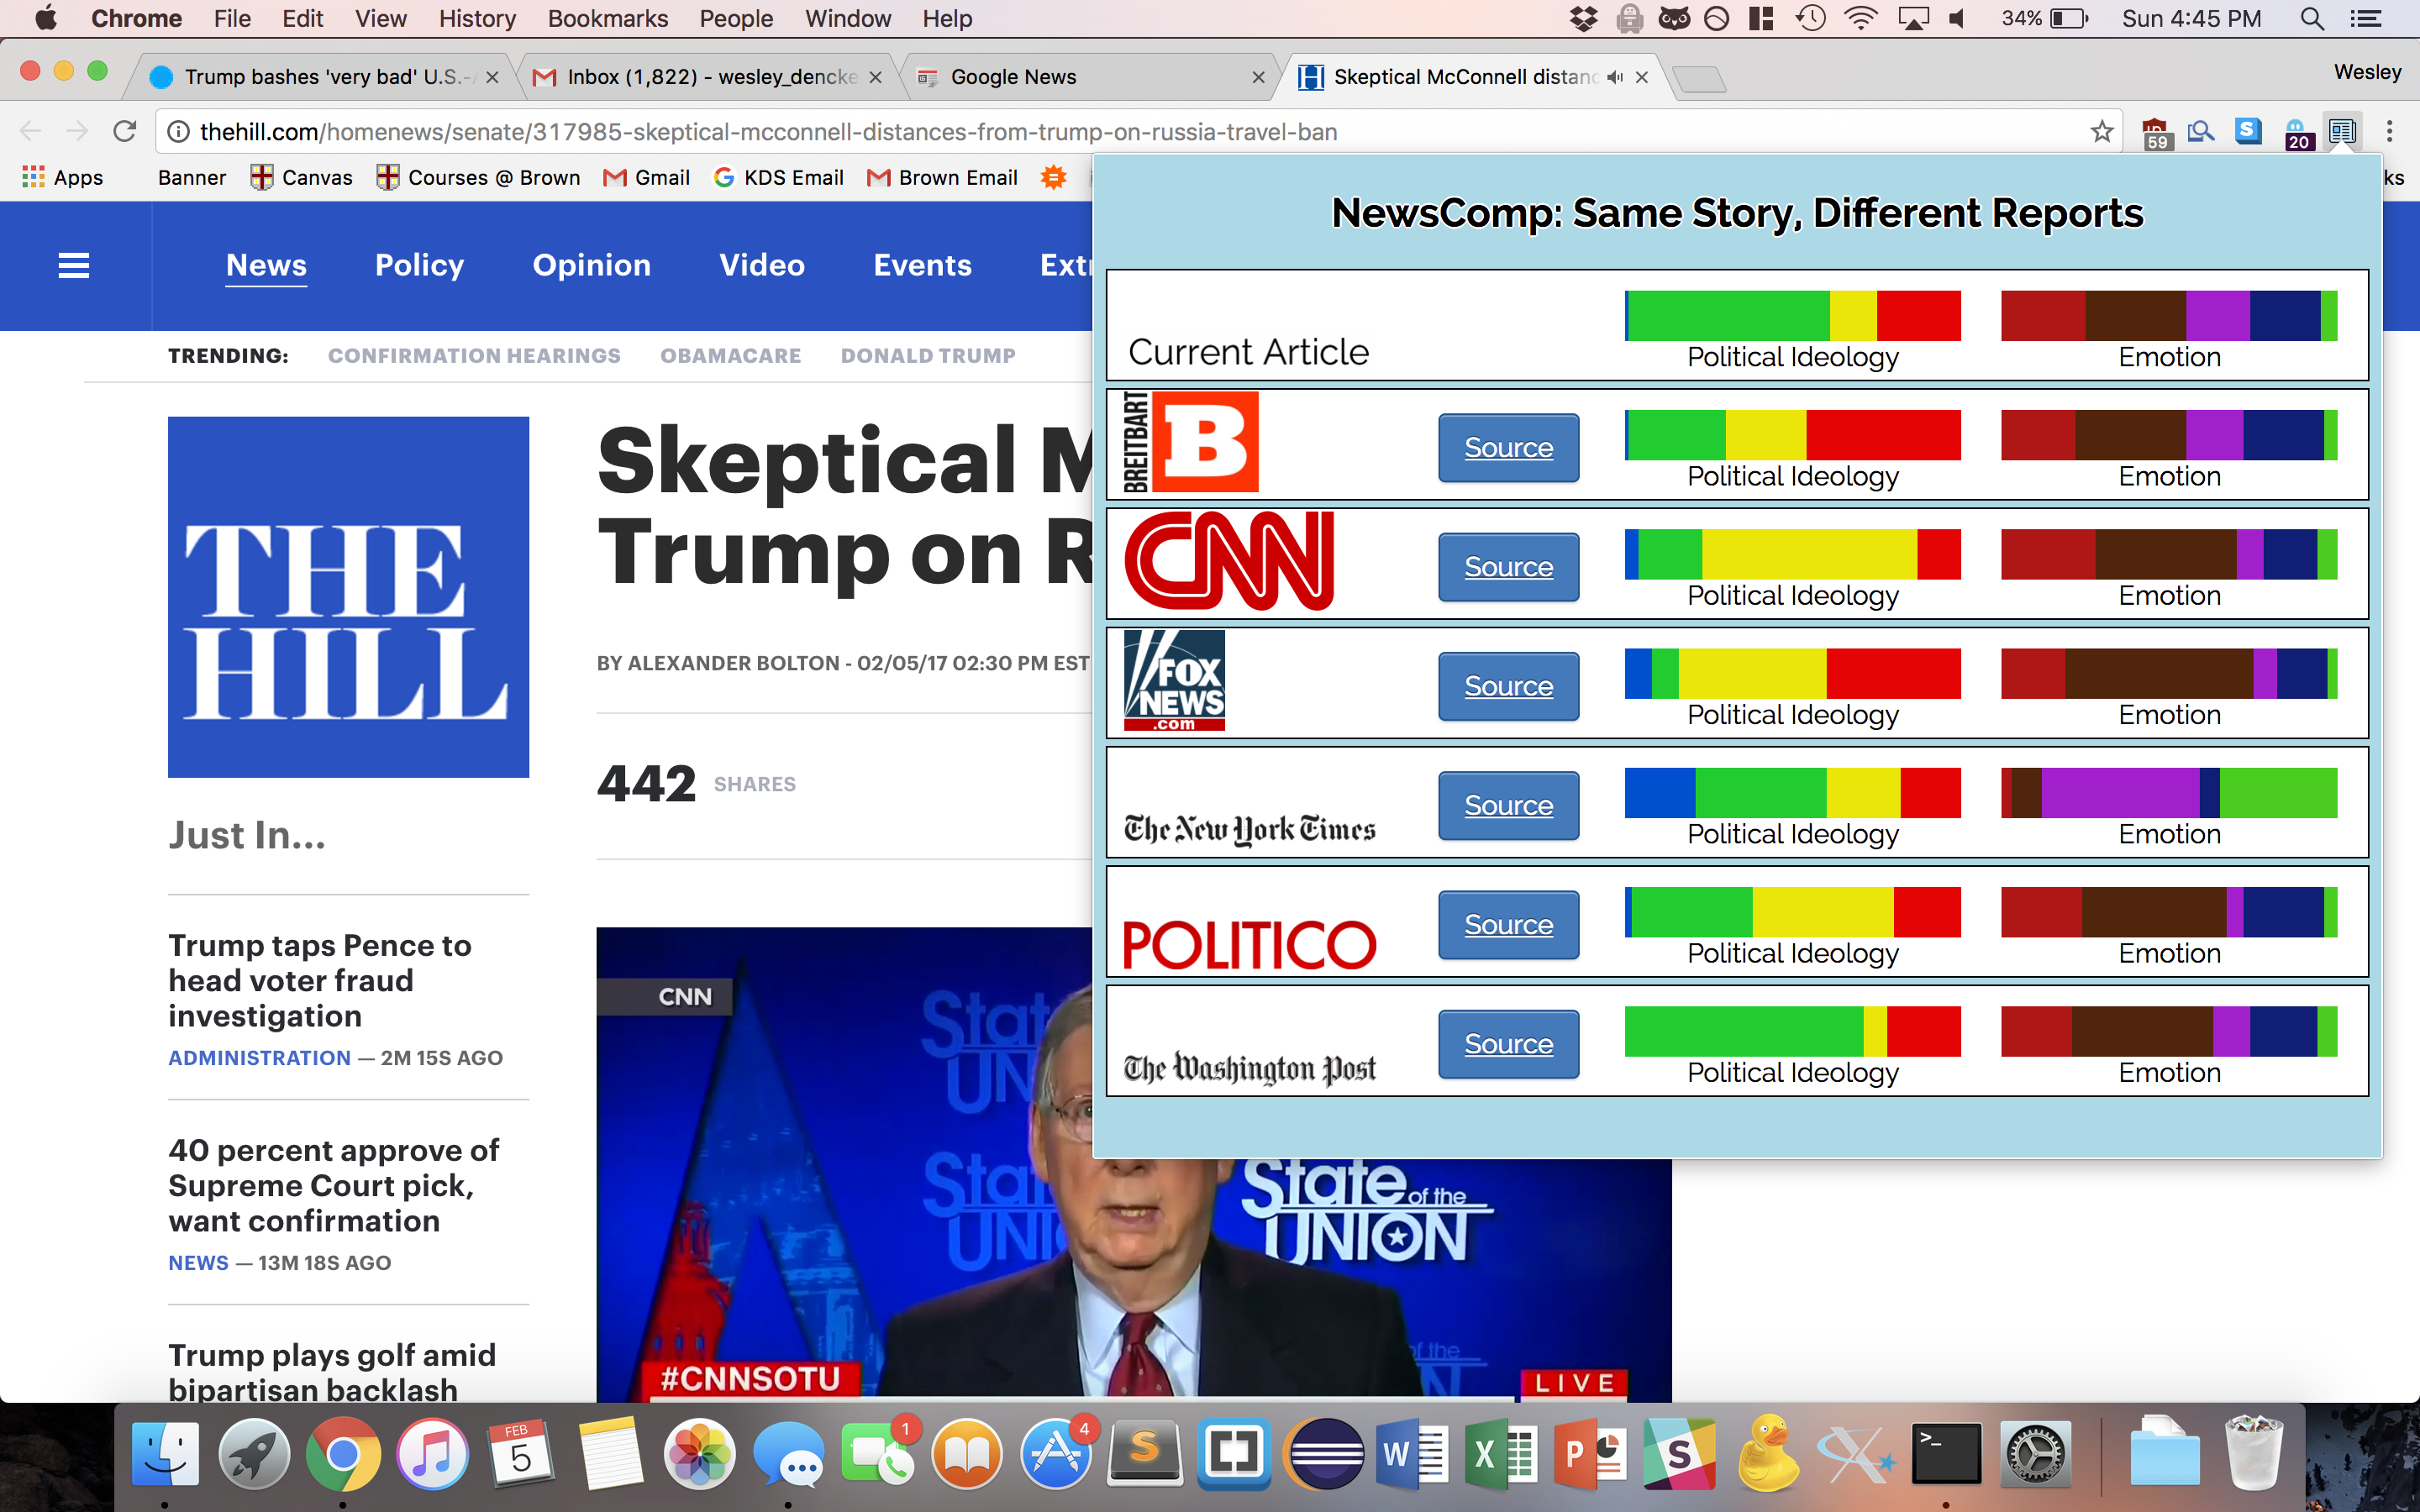 Chrome File Edit View History Bookmarks People Window Help 34% Sun 4:45 PM
Trump bashes 'very bad' U.S.- Inbox (1,822) - wesley_dencke Google News Skeptical McConnell distanc Wesley
thehill.com/homenews/senate/317985-skeptical-mcconnell-distances-from-trump-on-russia-travel-ban
59 S 20
Apps Banner Canvas Courses @ Brown Gmail KDS Email Brown Email ks
News Policy Opinion Video Events Ext
TRENDING: CONFIRMATION HEARINGS OBAMACARE DONALD TRUMP
THE
HILL
Skeptical M
Trump on R
BY ALEXANDER BOLTON - 02/05/17 02:30 PM EST
442 SHARES
Just In...
Trump taps Pence to
head voter fraud
investigation
ADMINISTRATION — 2M 15S AGO
40 percent approve of
Supreme Court pick,
want confirmation
NEWS — 13M 18S AGO
Trump plays golf amid
bipartisan backlash
NewsComp: Same Story, Different Reports
Current Article
Political Ideology Emotion
BREITBART B Source
Political Ideology Emotion
CNN Source
Political Ideology Emotion
FOX
NEWS
.com
Source
Political Ideology Emotion
The New York Times Source
Political Ideology Emotion
POLITICO Source
Political Ideology Emotion
The Washington Post Source
Political Ideology Emotion
CNN
State
UNION
State of the
UNION
#CNNSOTU
LIVE
FEB
5
1
4
S
W
X
P
S
X
>_